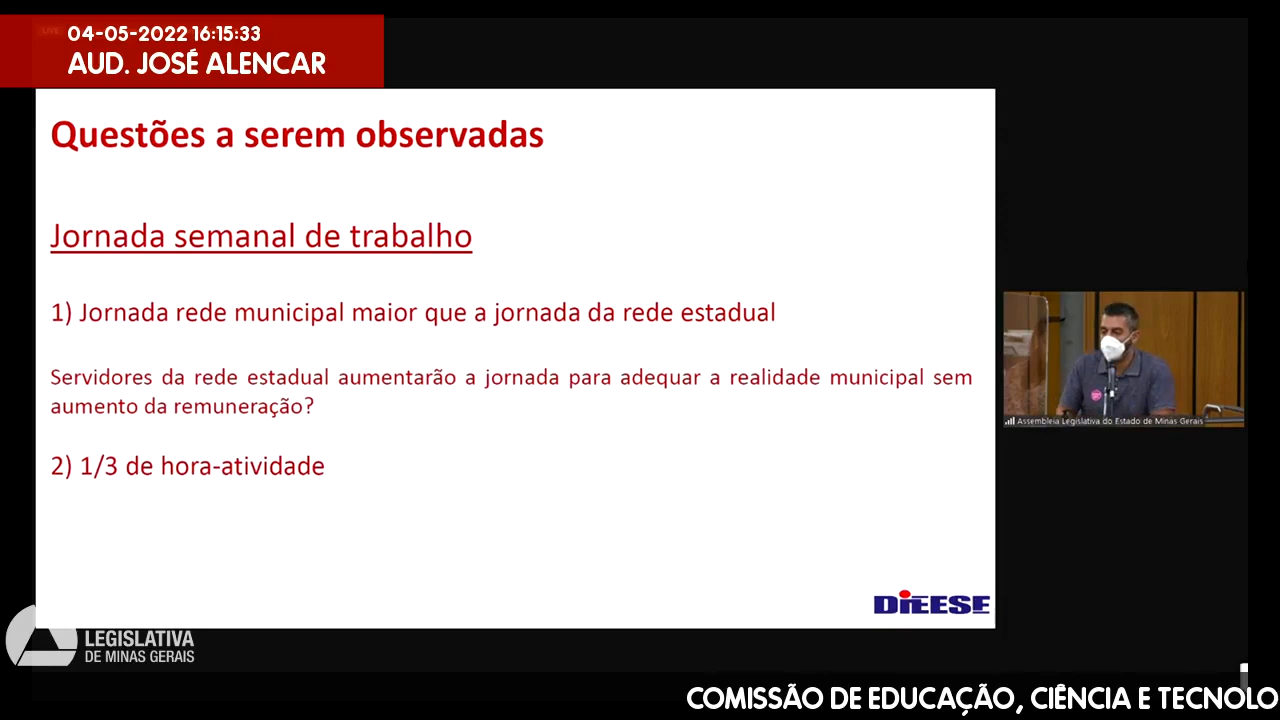 LIVE
04-05-2022 16:15:33
AUD. JOSÉ ALENCAR
Questões a serem observadas
Jornada semanal de trabalho
1) Jornada rede municipal maior que a jornada da rede estadual
Servidores da rede estadual aumentarão a jornada para adequar a realidade municipal sem
aumento da remuneração?
2) 1/3 de hora-atividade
DIEESE
Assembleia Legislativa do Estado de Minas Gerais
LEGISLATIVA
DE MINAS GERAIS
COMISSÃO DE EDUCAÇÃO, CIÊNCIA E TECNOLO